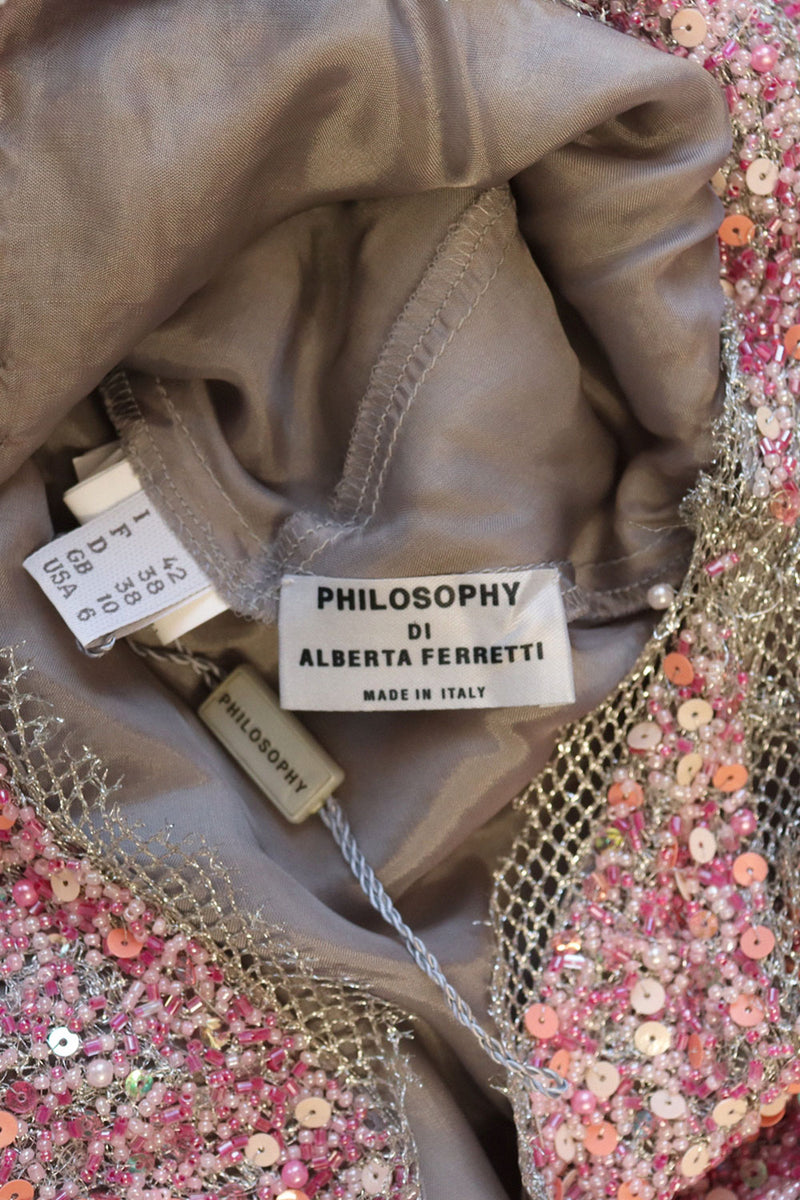 I 42
F 38
D 38
GB 10
USA 6
PHILOSOPHY
DI
ALBERTA FERRETTI
MADE IN ITALY
PHILOSOPHY